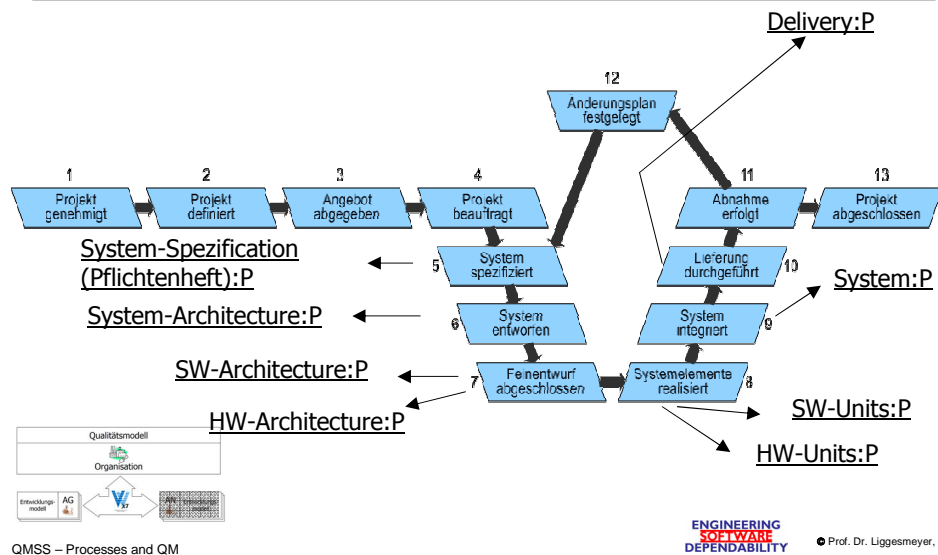 Delivery:P
12
Änderungsplan
festgelegt
1
Projekt
genehmigt
2
Projekt
definiert
3
Angebot
abgegeben
4
Projekt
beauftragt
11
Abnahme
erfolgt
13
Projekt
abgeschlossen
System-Spezification
(Pflichtenheft):P
5
System
spezifiziert
Lieferung
durchgeführt
10
System:P
System-Architecture:P
6
System
entworfen
System
integriert
9
SW-Architecture:P
7
Feinentwurf
abgeschlossen
Systemelemente
realisiert
8
HW-Architecture:P
SW-Units:P
HW-Units:P
Qualitätsmodell
Organisation
Entwicklungs-
modell
AG
V
XT
AN
QMSS – Processes and QM
ENGINEERING
SOFTWARE
DEPENDABILITY
© Prof. Dr. Liggesmeyer,